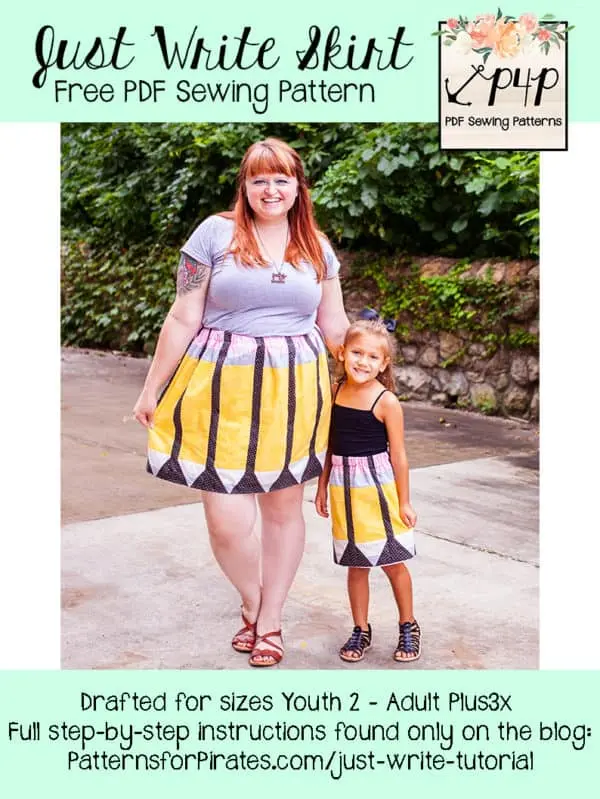 Just Write Skirt
Free PDF Sewing Pattern
P4P
PDF Sewing Patterns
Drafted for sizes Youth 2 - Adult Plus3x
Full step-by-step instructions found only on the blog:
PatternsforPirates.com/just-write-tutorial